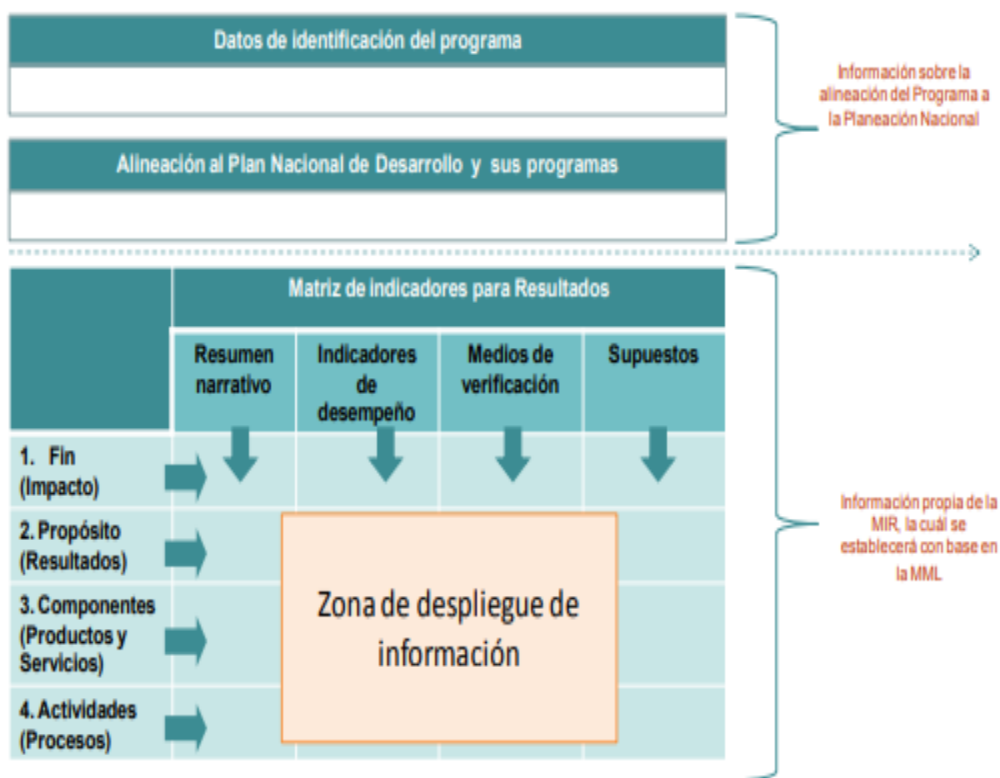 Datos de identificación del programa
Información sobre la
alineación del Programa a
la Planeación Nacional
Alineación al Plan Nacional de Desarrollo y sus programas
Matriz de indicadores para Resultados
Resumen
narrativo
Indicadores
de
desempeño
Medios de
verificación
Supuestos
1. Fin
(Impacto)
2. Propósito
(Resultados)
3. Componentes
(Productos y
Servicios)
4. Actividades
(Procesos)
Zona de despliegue de
información
Información propia de la
MIR, la cuál se
establecerá con base en
la MML